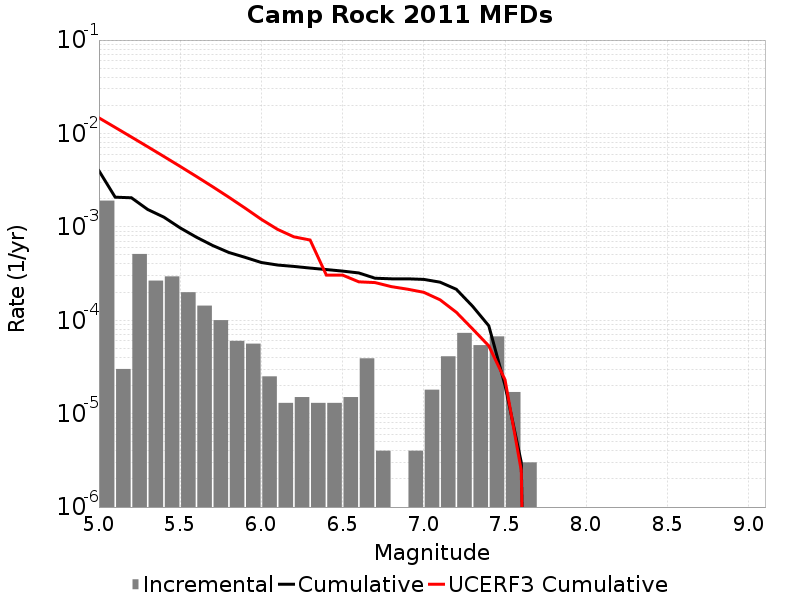 Camp Rock 2011 MFDs
10-1
10-2
10-3
10-4
10-5
10-6
Rate (1/yr)
5.0 5.5 6.0 6.5 7.0 7.5 8.0 8.5 9.0
Magnitude
Incremental Cumulative UCERF3 Cumulative